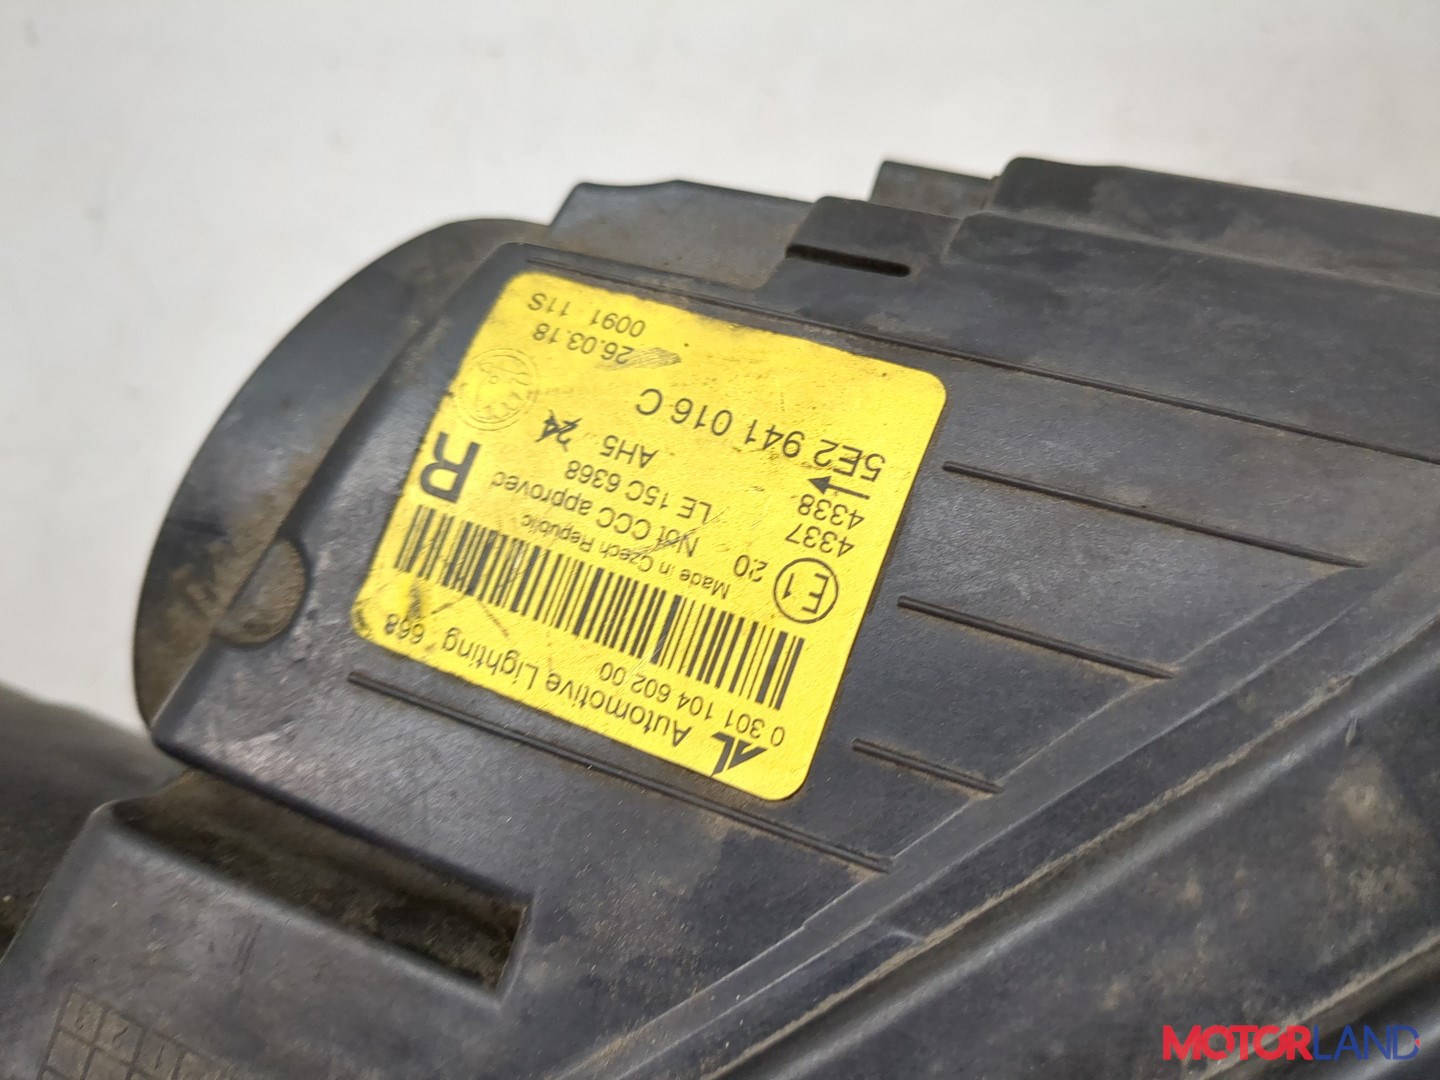 AL Automotive Lighting 668
0 301 104 602 00
Made in Czech Republic
E1 20 Not CCC approved R
4337 LE 15C 6368
4338 AH5 24
5E2 941 016 C
26.03.18
0091 11S
MOTORLAND